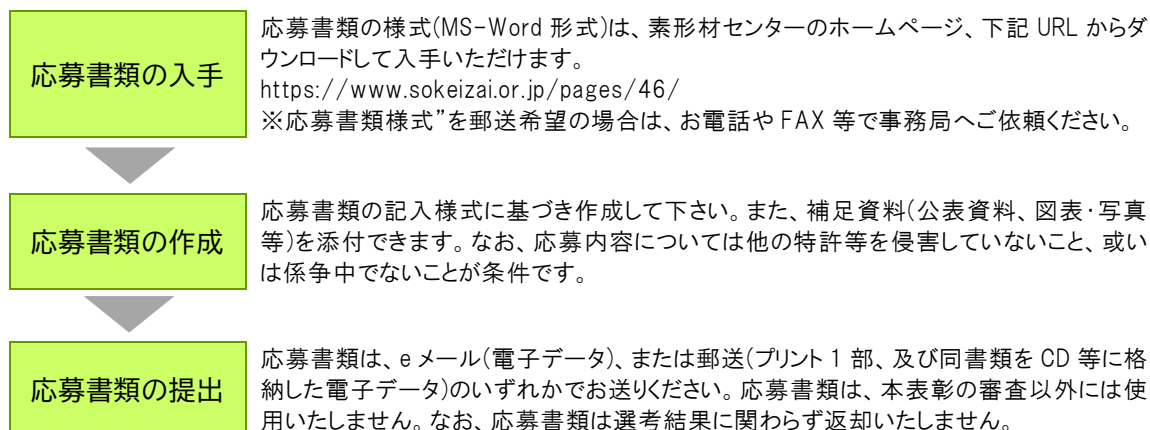 応募書類の入手
応募書類の様式(MS-Word 形式)は、素形材センターのホームページ、下記 URL からダ
ウンロードして入手いただけます。
https://www.sokeizai.or.jp/pages/46/
※応募書類様式”を郵送希望の場合は、お電話や FAX 等で事務局へご依頼ください。
応募書類の作成
応募書類の記入様式に基づき作成して下さい。また、補足資料(公表資料、図表・写真
等)を添付できます。なお、応募内容については他の特許等を侵害していないこと、或い
は係争中でないことが条件です。
応募書類の提出
応募書類は、e メール(電子データ)、または郵送(プリント 1 部、及び同書類を CD 等に格
納した電子データ)のいずれかでお送りください。応募書類は、本表彰の審査以外には使
用いたしません。なお、応募書類は選考結果に関わらず返却いたしません。